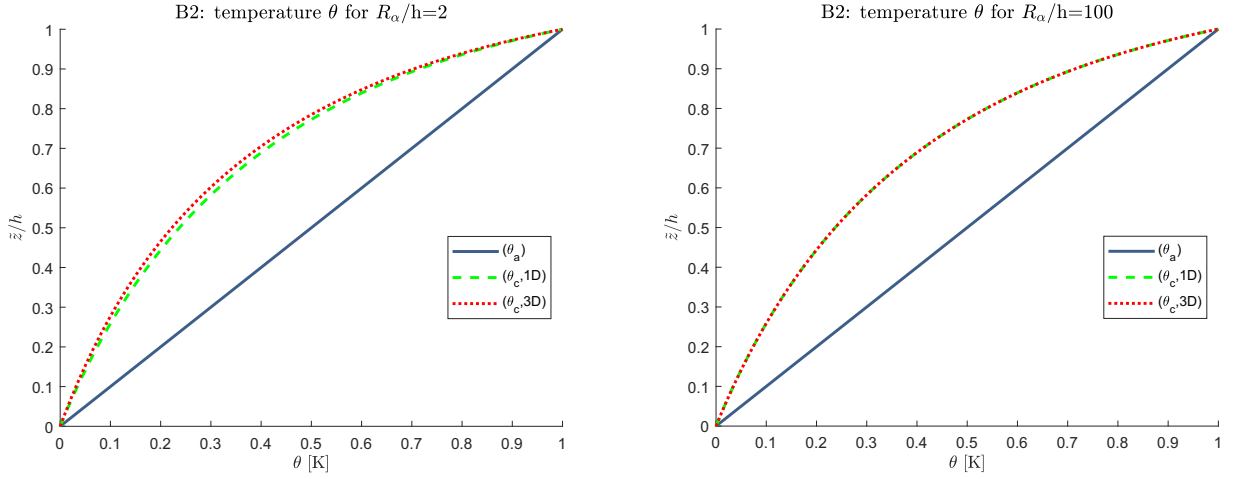 B2: temperature θ for R_α/h=2
1
0.9
0.8
0.7
0.6
0.5
0.4
0.3
0.2
0.1
0
z̄/h
0 0.1 0.2 0.3 0.4 0.5 0.6 0.7 0.8 0.9 1
θ [K]
(θ_a)
(θ_c,1D)
(θ_c,3D)
B2: temperature θ for R_α/h=100
1
0.9
0.8
0.7
0.6
0.5
0.4
0.3
0.2
0.1
0
z̄/h
0 0.1 0.2 0.3 0.4 0.5 0.6 0.7 0.8 0.9 1
θ [K]
(θ_a)
(θ_c,1D)
(θ_c,3D)